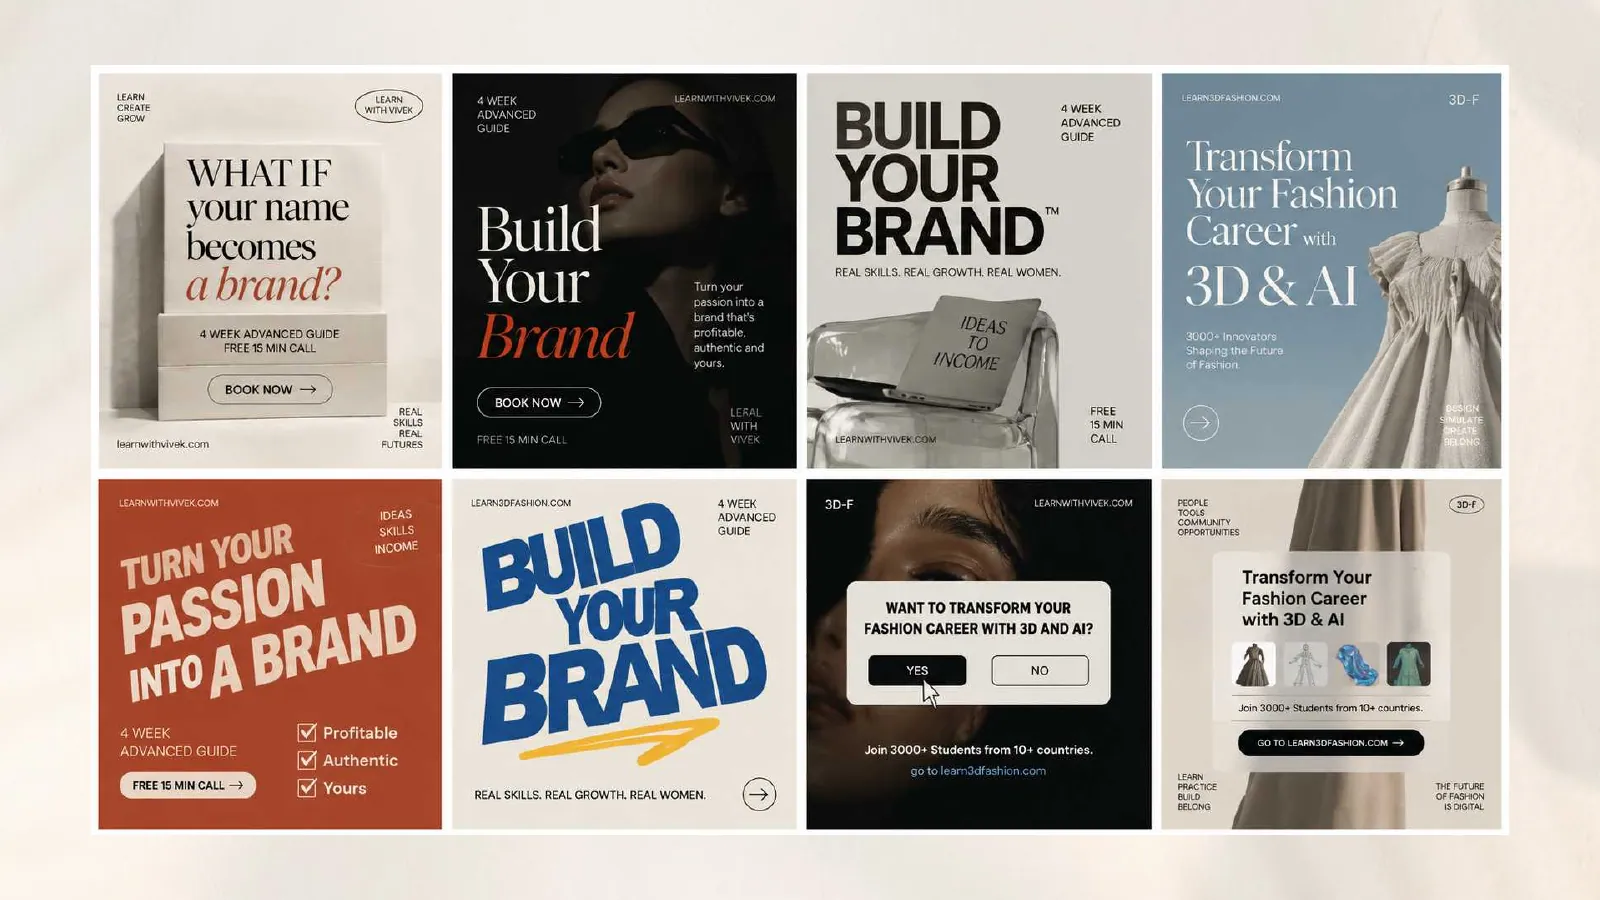 LEARN
CREATE
GROW
LEARN
WITH VIVEK
WHAT IF
your name
becomes
a brand?
4 WEEK ADVANCED GUIDE
FREE 15 MIN CALL
BOOK NOW →
learnwithvivek.com
REAL
SKILLS
REAL
FUTURES
4 WEEK
ADVANCED
GUIDE
LEARNWITHVIVEK.COM
Build
Your
Brand
Turn your
passion into a
brand that's
profitable,
authentic and
yours.
BOOK NOW →
FREE 15 MIN CALL
LERAL
WITH
VIVEK
BUILD
YOUR
BRAND™
4 WEEK
ADVANCED
GUIDE
REAL SKILLS. REAL GROWTH. REAL WOMEN.
IDEAS
TO
INCOME
LEARNWITHVIVEK.COM
FREE
15 MIN
CALL
LEARN3DFASHION.COM
3D-F
Transform
Your Fashion
Career with
3D & AI
3000+ Innovators
Shaping the Future
of Fashion.
→
DESIGN
SIMULATE
CREATE
BELONG
LEARNWITHVIVEK.COM
IDEAS
SKILLS
INCOME
TURN YOUR
PASSION
INTO A BRAND
4 WEEK
ADVANCED GUIDE
FREE 15 MIN CALL →
Profitable
Authentic
Yours
LEARN3DFASHION.COM
4 WEEK
ADVANCED
GUIDE
BUILD
YOUR
BRAND
REAL SKILLS. REAL GROWTH. REAL WOMEN.
→
3D-F
LEARNWITHVIVEK.COM
WANT TO TRANSFORM YOUR
FASHION CAREER WITH 3D AND AI?
YES
NO
Join 3000+ Students from 10+ countries.
go to learn3dfashion.com
PEOPLE
TOOLS
COMMUNITY
OPPORTUNITIES
3D-F
Transform Your
Fashion Career
with 3D & AI
Join 3000+ Students from 10+ countries.
GO TO LEARN3DFASHION.COM →
LEARN
PRACTICE
BUILD
BELONG
THE FUTURE
OF FASHION
IS DIGITAL